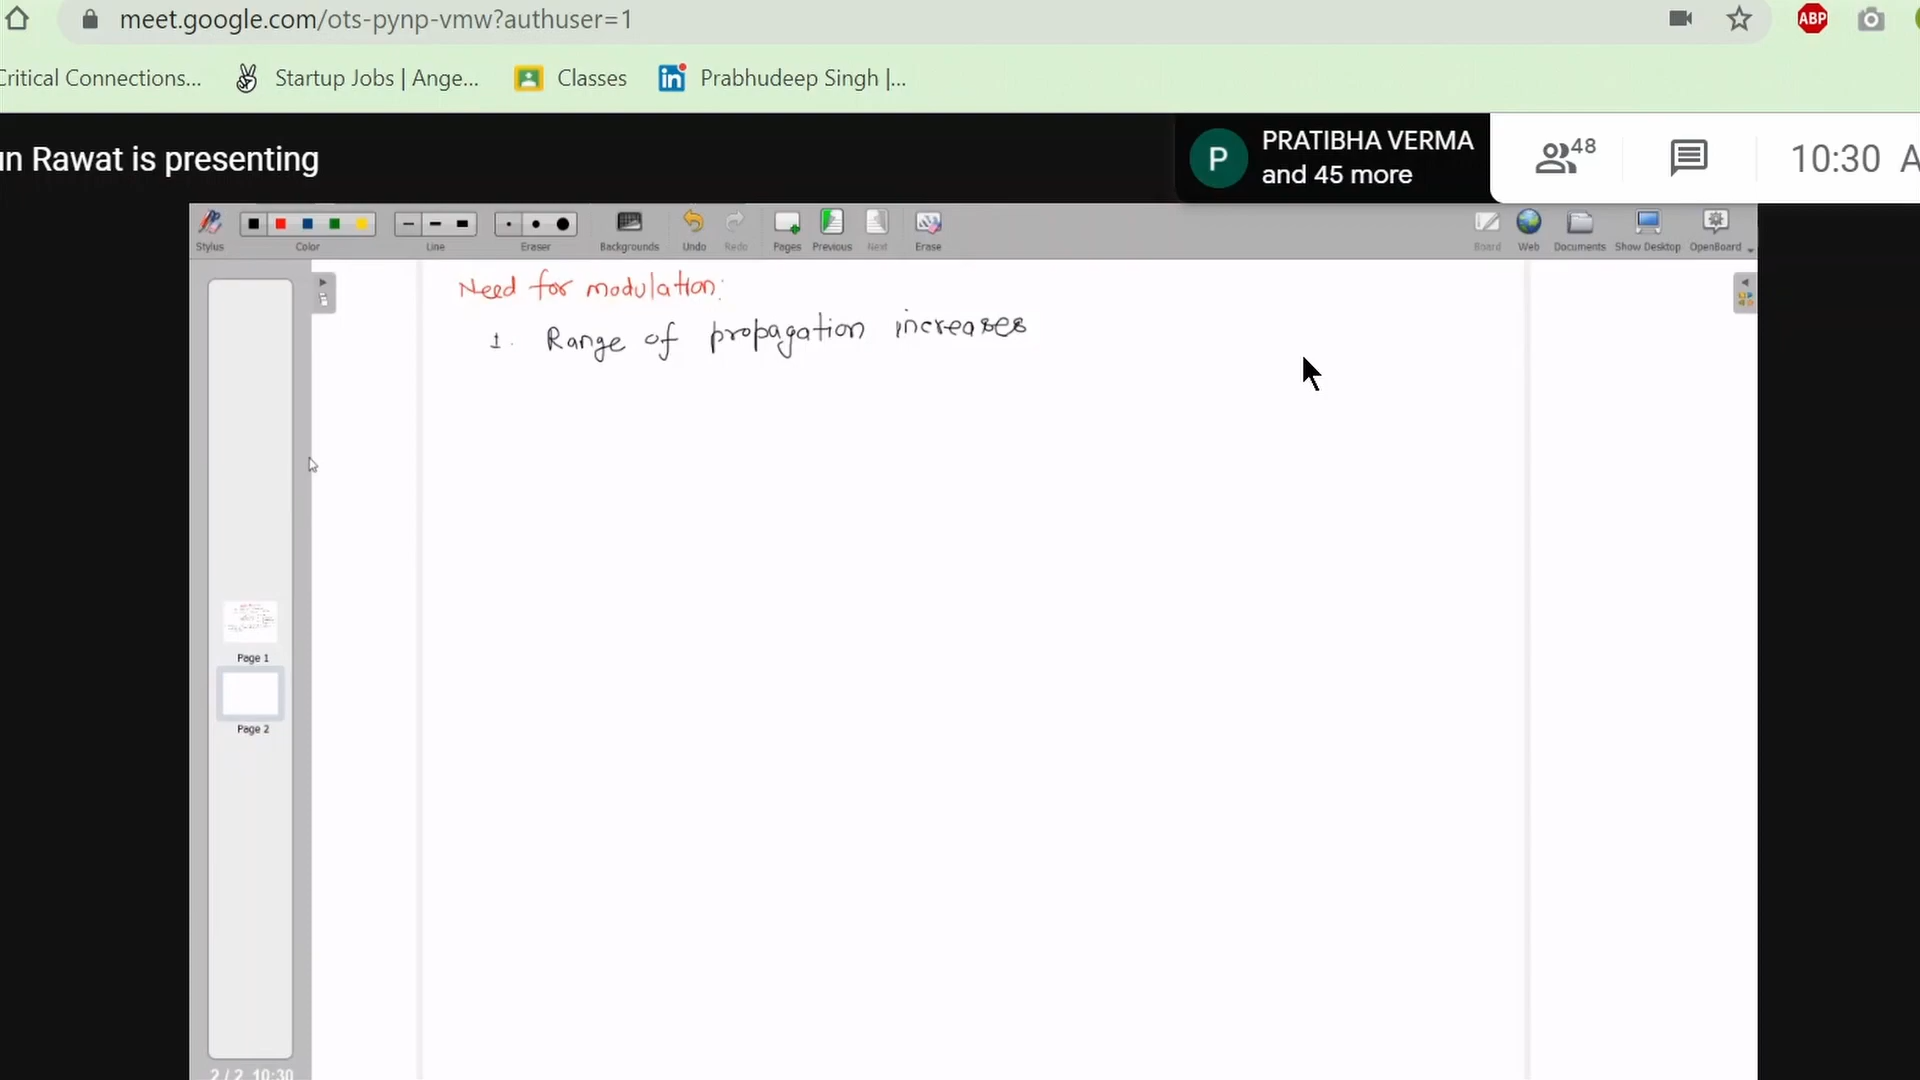 meet.google.com/ots-pynp-vmw?authuser=1
ABP
Critical Connections...
Startup Jobs | Ange...
Classes
Prabhudeep Singh |...
un Rawat is presenting
P
PRATIBHA VERMA
and 45 more
48
10:30 A
Stylus
Color
Line
Eraser
Backgrounds
Undo
Redo
Pages
Previous
Next
Erase
Board
Web
Documents
Show Desktop
OpenBoard
Need for modulation:
1. Range of propagation increases
Page 1
Page 2
2 / 2 10:30